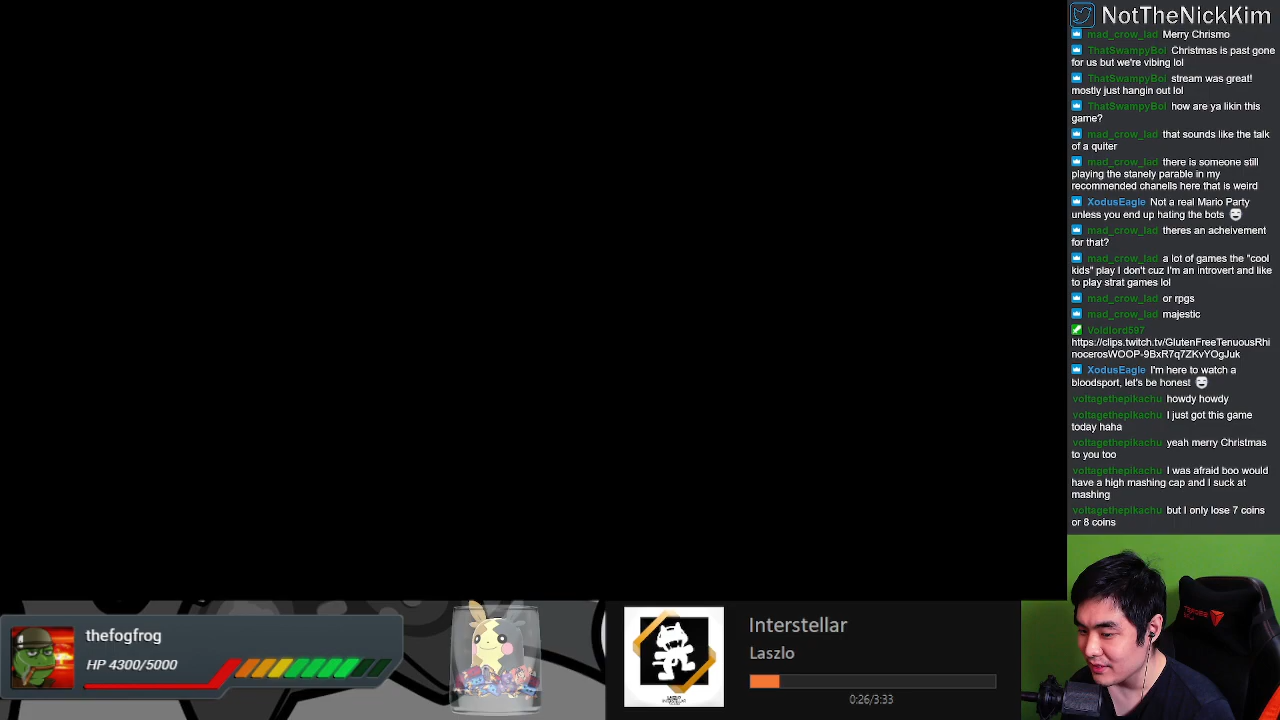 NotTheNickKim
mad_crow_lad Merry Chrismo
ThatSwampyBoi Christmas is past gone
for us but we're vibing lol
ThatSwampyBoi stream was great!
mostly just hangin out lol
ThatSwampyBoi how are ya likin this
game?
mad_crow_lad that sounds like the talk
of a quiter
mad_crow_lad there is someone still
playing the stanely parable in my
recommended chanells here that is weird
XodusEagle Not a real Mario Party
unless you end up hating the bots
mad_crow_lad theres an acheivement
for that?
mad_crow_lad a lot of games the "cool
kids" play I don't cuz I'm an introvert and like
to play strat games lol
mad_crow_lad or rpgs
mad_crow_lad majestic
Voidlord597
https://clips.twitch.tv/GlutenFreeTenuousRhi
nocerosWOOP-9BxR7q7ZKvYOgJuk
XodusEagle I'm here to watch a
bloodsport, let's be honest
voltagethepikachu howdy howdy
voltagethepikachu I just got this game
today haha
voltagethepikachu yeah merry Christmas
to you too
voltagethepikachu I was afraid boo would
have a high mashing cap and I suck at
mashing
voltagethepikachu but I only lose 7 coins
or 8 coins
thefogfrog
HP 4300/5000
Interstellar
Laszlo
0:26/3:33